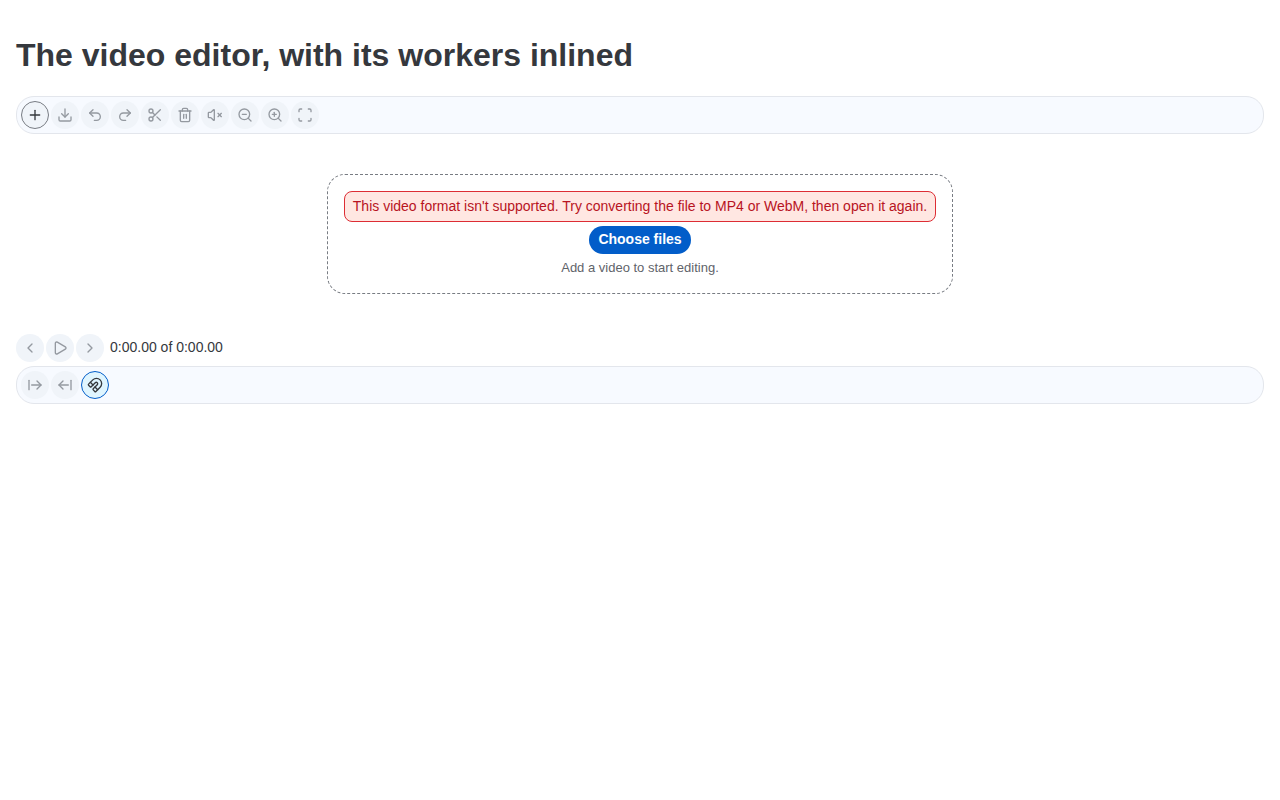 The video editor, with its workers inlined
This video format isn't supported. Try converting the file to MP4 or WebM, then open it again.
Choose files
Add a video to start editing.
0:00.00 of 0:00.00